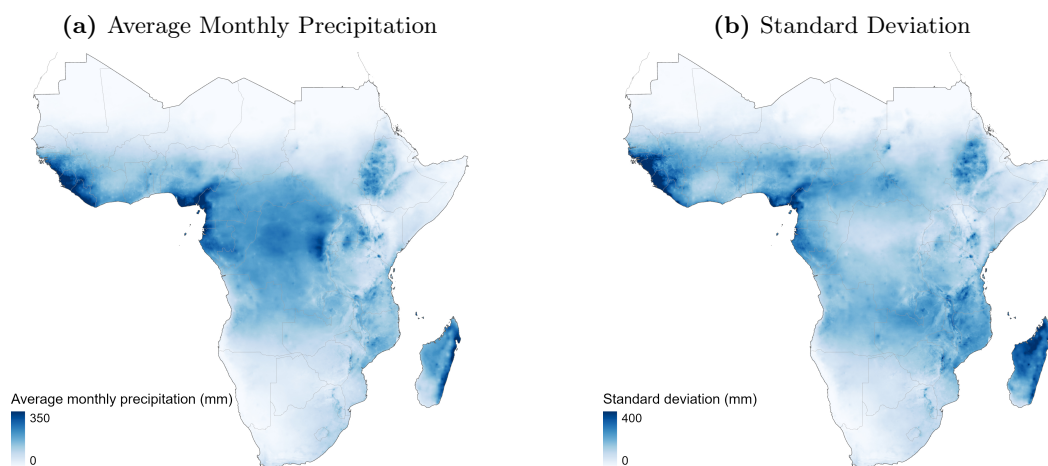 (a) Average Monthly Precipitation
Average monthly precipitation (mm)
350
0
(b) Standard Deviation
Standard deviation (mm)
400
0